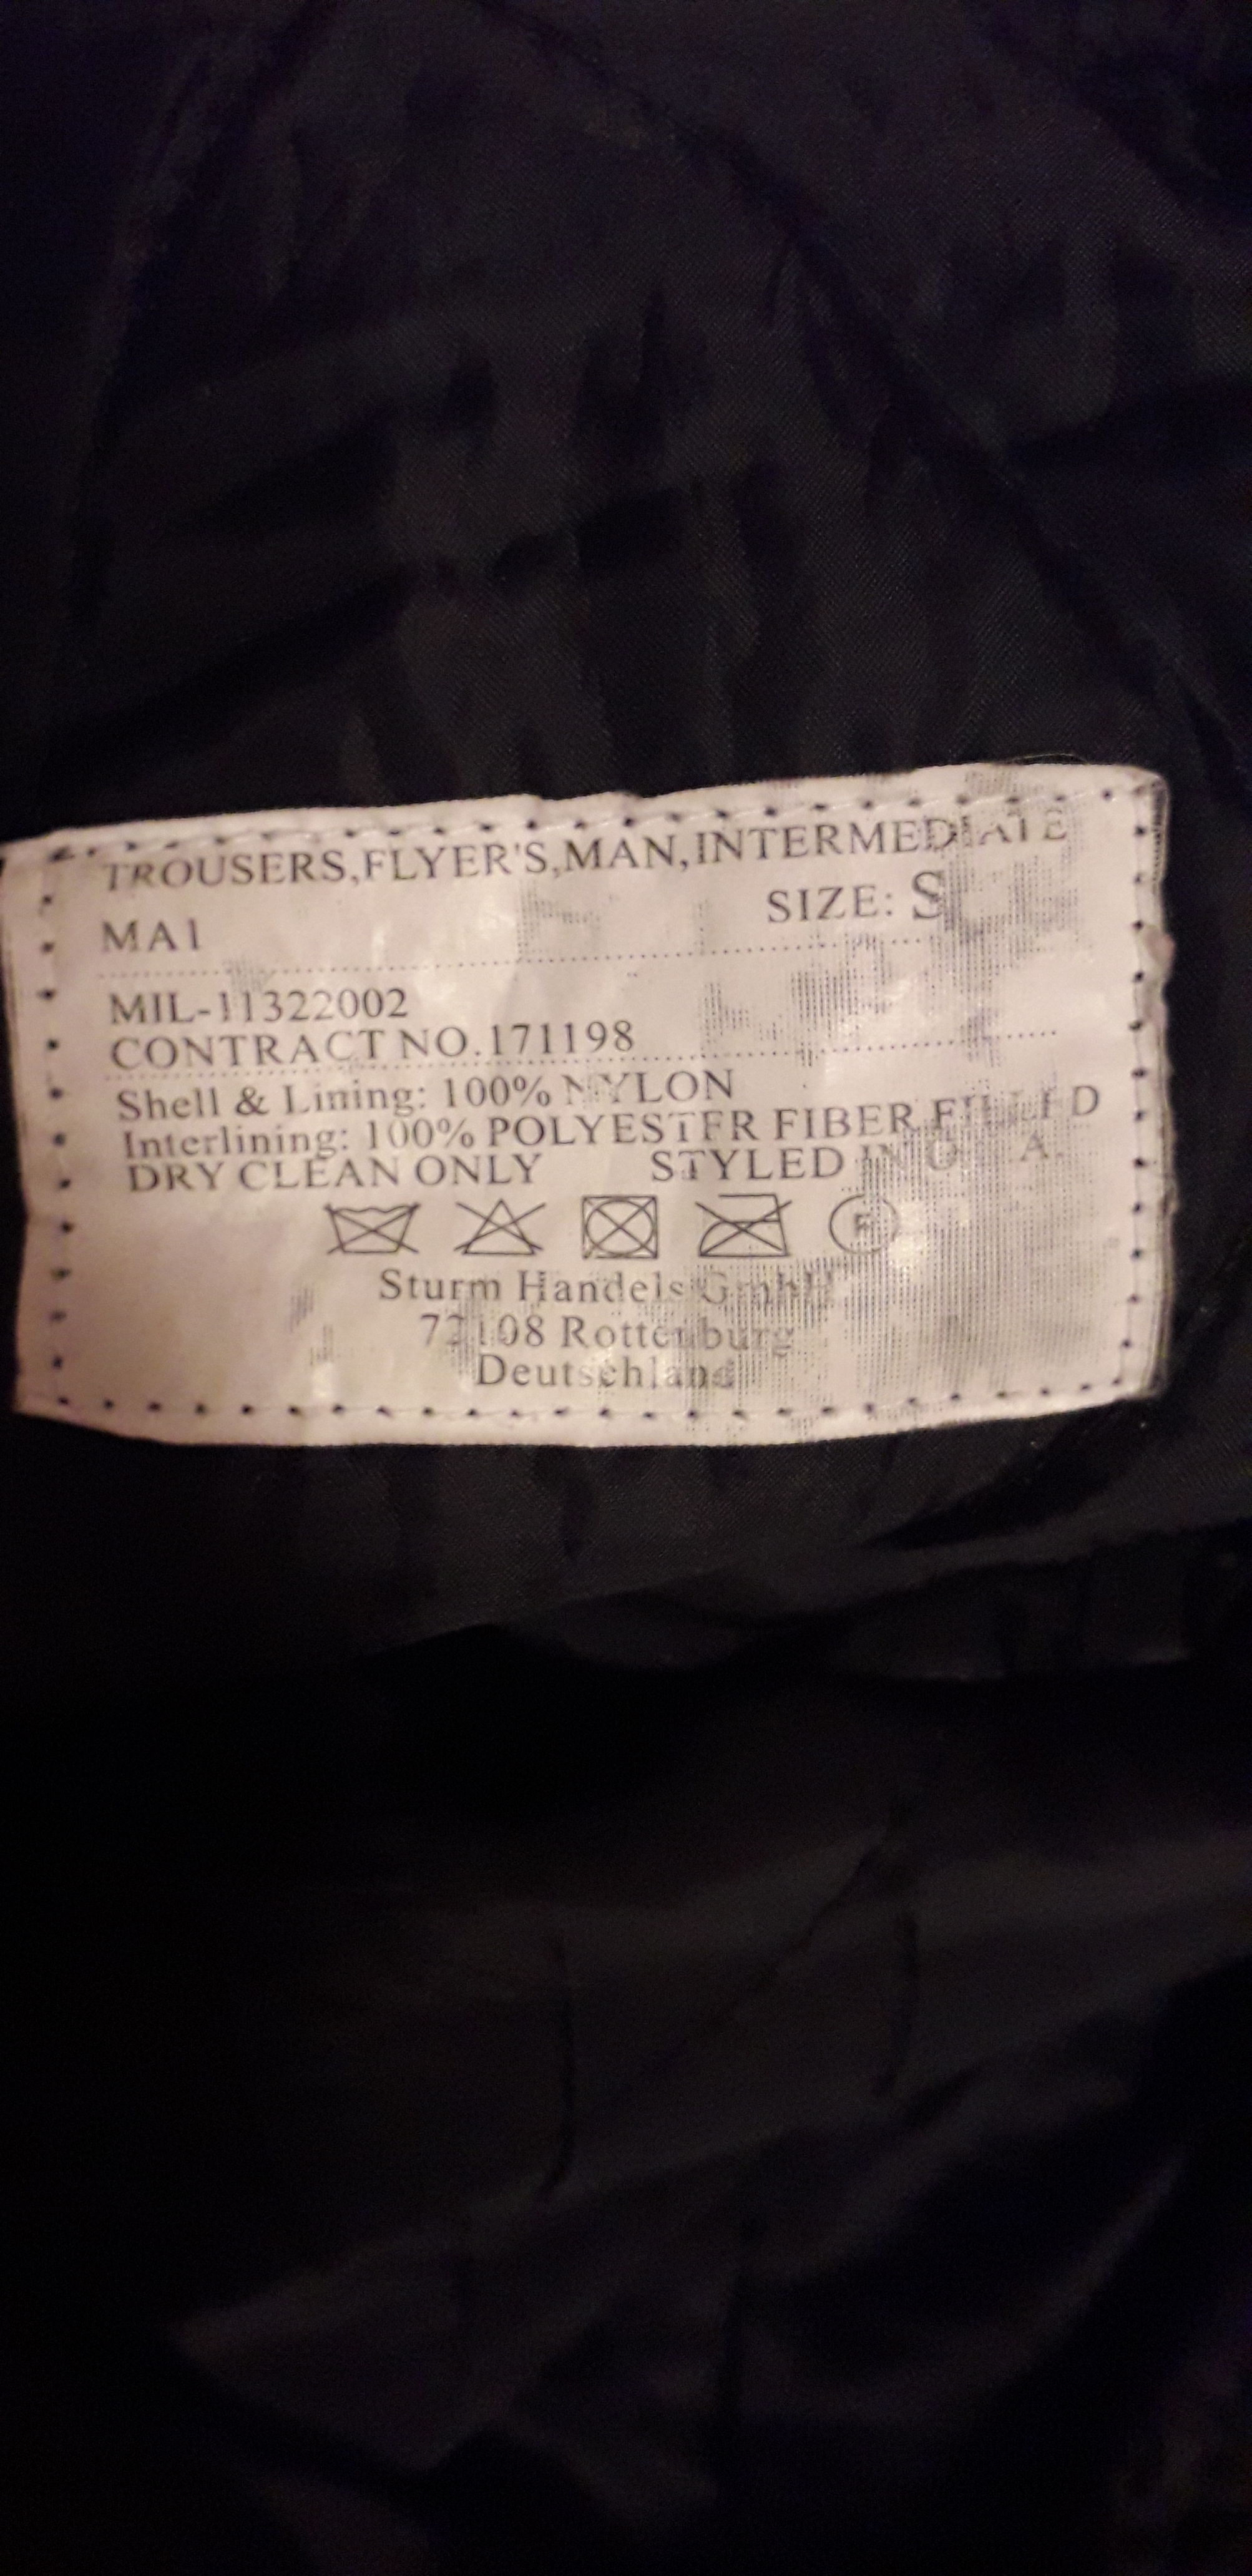 TROUSERS,FLYER'S,MAN,INTERMEDIATE
SIZE: S
MA1
MIL-11322002
CONTRACT NO.171198
Shell & Lining: 100% NYLON
Interlining: 100% POLYESTER FIBER FILLED
DRY CLEAN ONLY STYLED IN
F
Sturm Handels GmbH
72108 Rottenburg
Deutschland